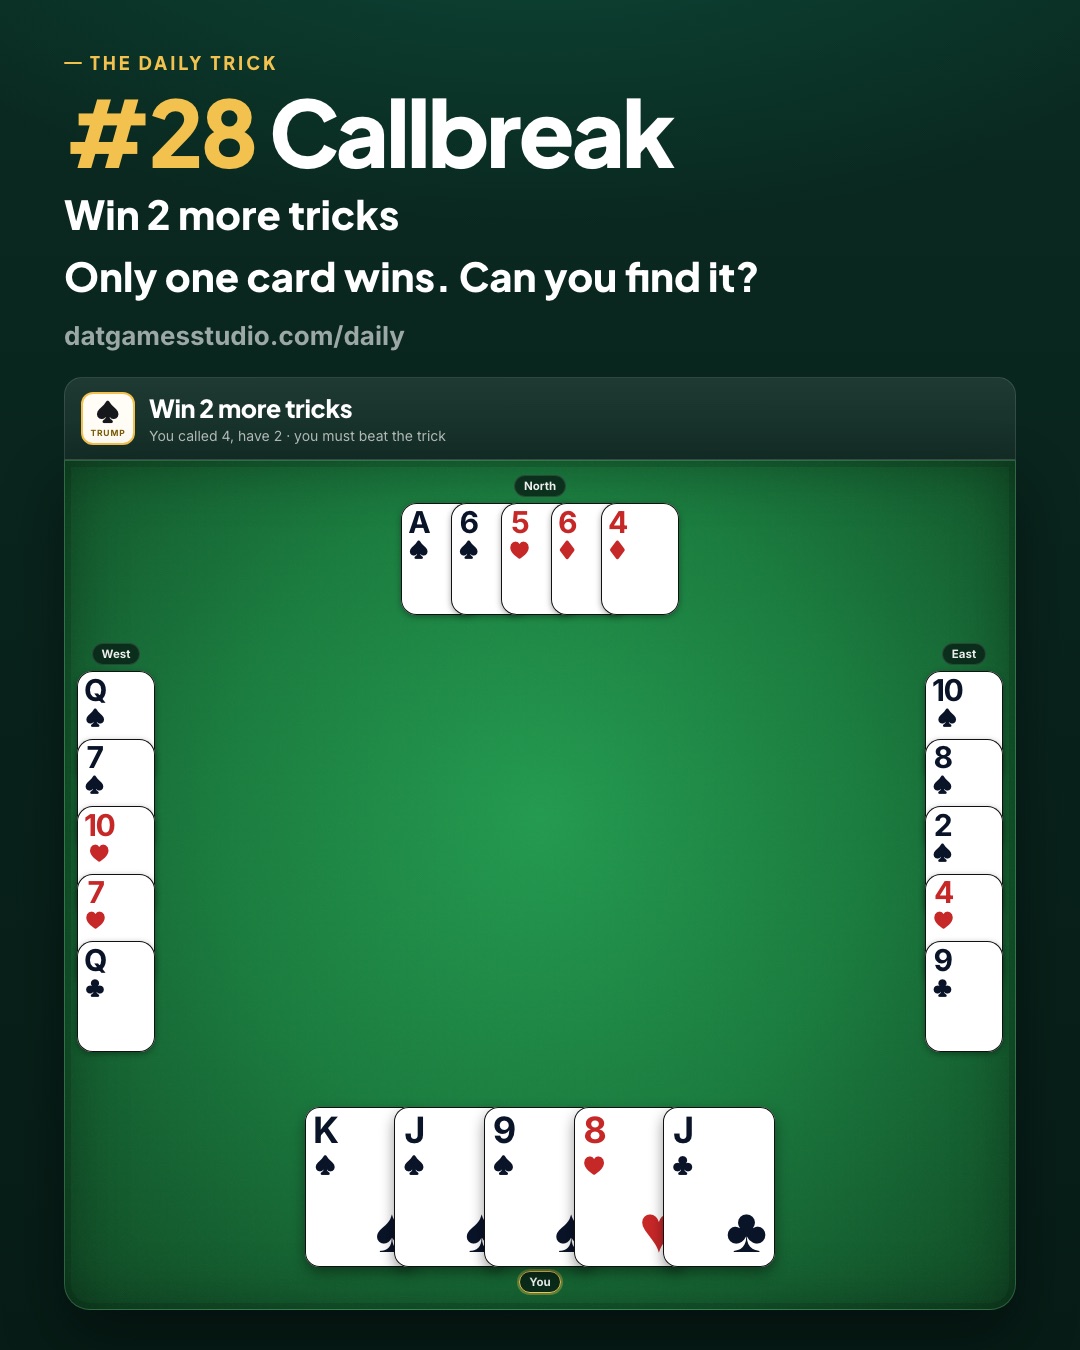 — THE DAILY TRICK
#28 Callbreak
Win 2 more tricks
Only one card wins. Can you find it?
datgamesstudio.com/daily
TRUMP
Win 2 more tricks
You called 4, have 2 · you must beat the trick
North
A 6 5 6 4
West
Q
7
10
7
Q
East
10
8
2
4
9
K J 9 8 J
You